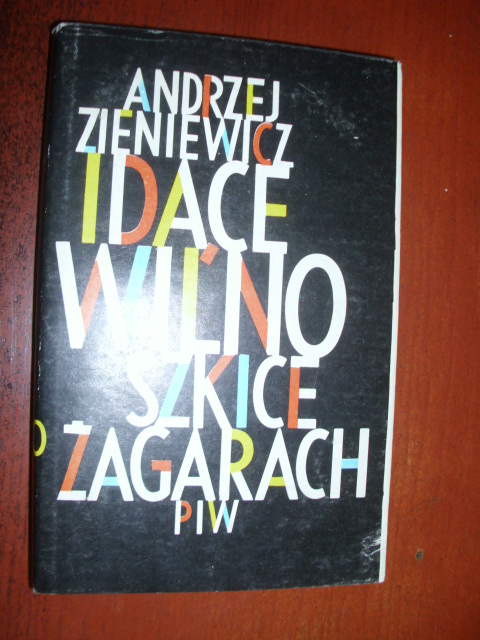 ANDRZEJ
ZIENIEWICZ
IDĄCE
WILNO
SZKICE
O ŻAGARACH
PIW